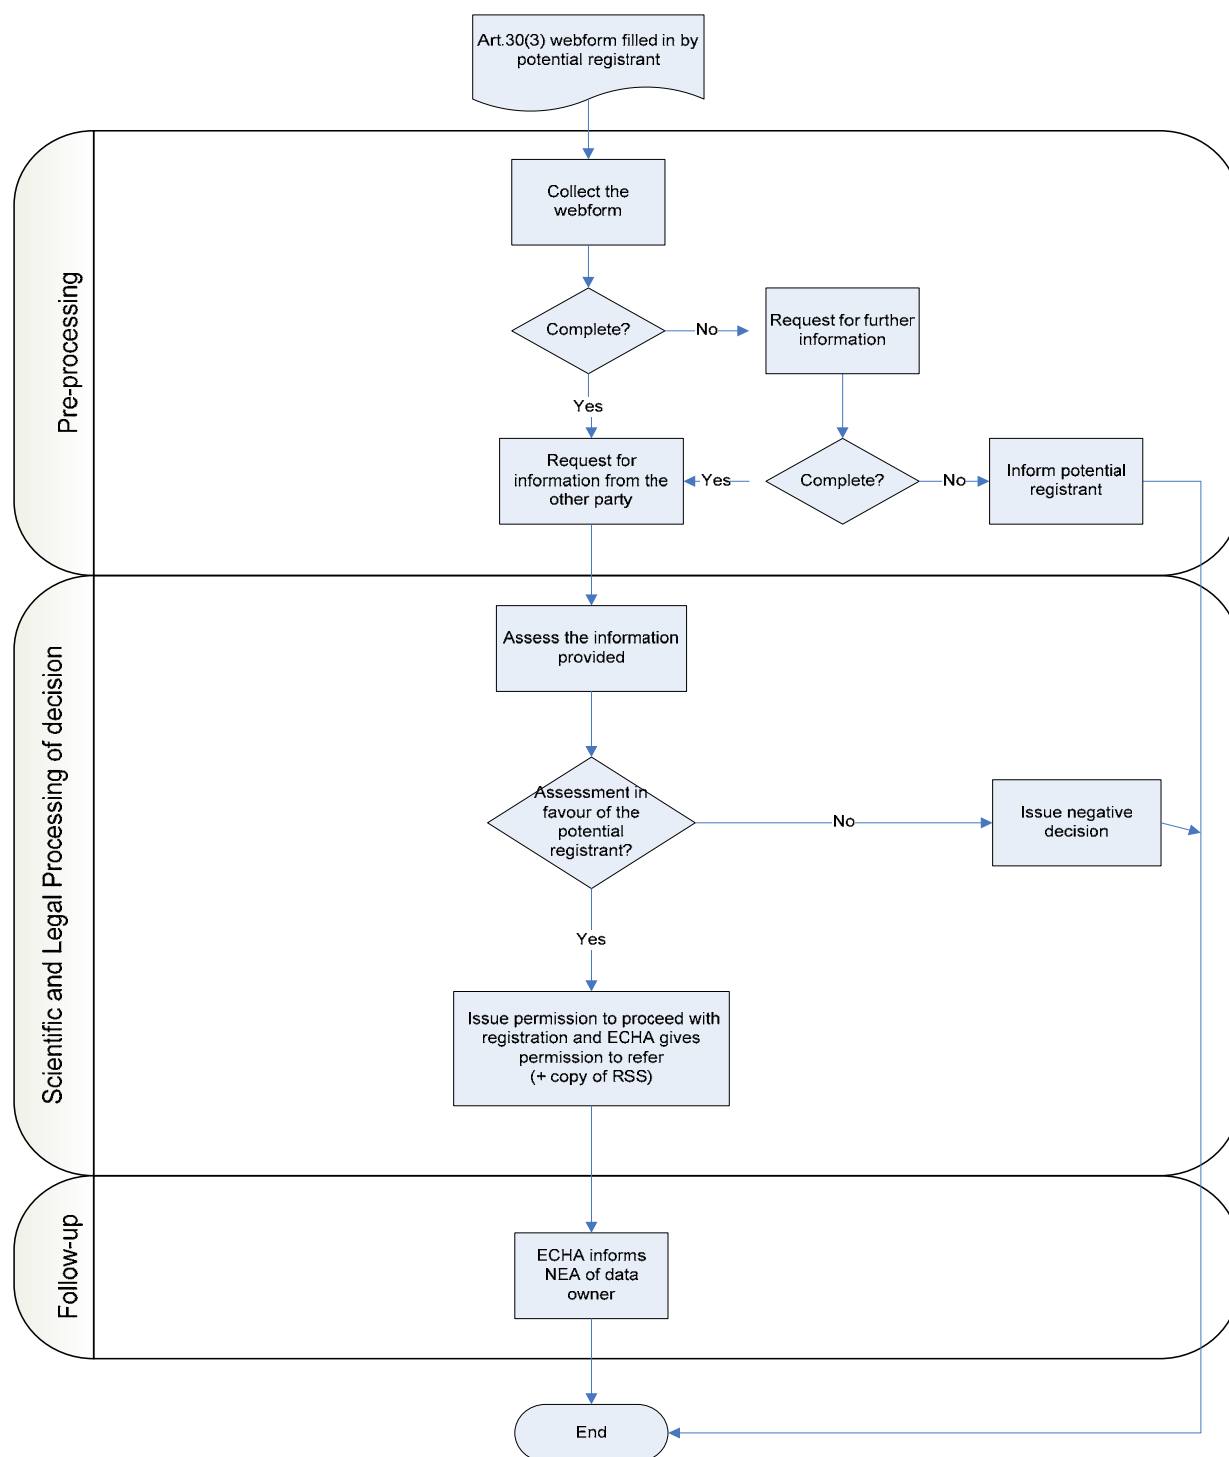 Art.30(3) webform filled in by
potential registrant
Pre-processing
Collect the
webform
Complete?
No
Request for further
information
Yes
Request for
information from the
other party
Yes
Complete?
No
Inform potential
registrant
Scientific and Legal Processing of decision
Assess the information
provided
Assessment in
favour of the
potential
registrant?
No
Issue negative
decision
Yes
Issue permission to proceed with
registration and ECHA gives
permission to refer
(+ copy of RSS)
Follow-up
ECHA informs
NEA of data
owner
End